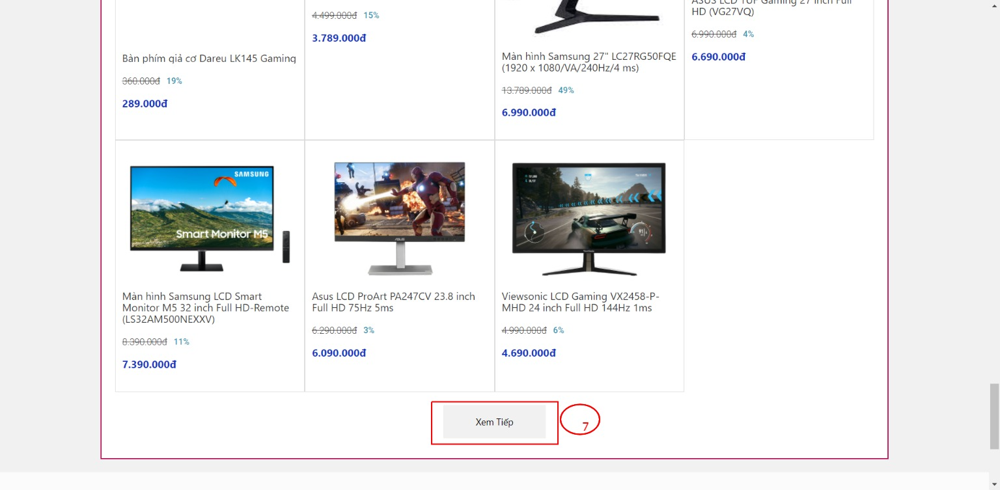 4.499.000đ 15%
3.789.000đ
Bàn phím giả cơ Dareu LK145 Gaming
360.000đ 19%
289.000đ
Màn hình Samsung 27" LC27RG50FQE
(1920 x 1080/VA/240Hz/4 ms)
13.789.000đ 49%
6.990.000đ
ASUS LCD TUF Gaming 27 inch Full
HD (VG27VQ)
6.990.000đ 4%
6.690.000đ
SAMSUNG
Smart Monitor M5
Màn hình Samsung LCD Smart
Monitor M5 32 inch Full HD-Remote
(LS32AM500NEXXV)
8.390.000đ 11%
7.390.000đ
ASUS
Asus LCD ProArt PA247CV 23.8 inch
Full HD 75Hz 5ms
6.290.000đ 3%
6.090.000đ
91
Viewsonic LCD Gaming VX2458-P-
MHD 24 inch Full HD 144Hz 1ms
4.990.000đ 6%
4.690.000đ
Xem Tiếp
7